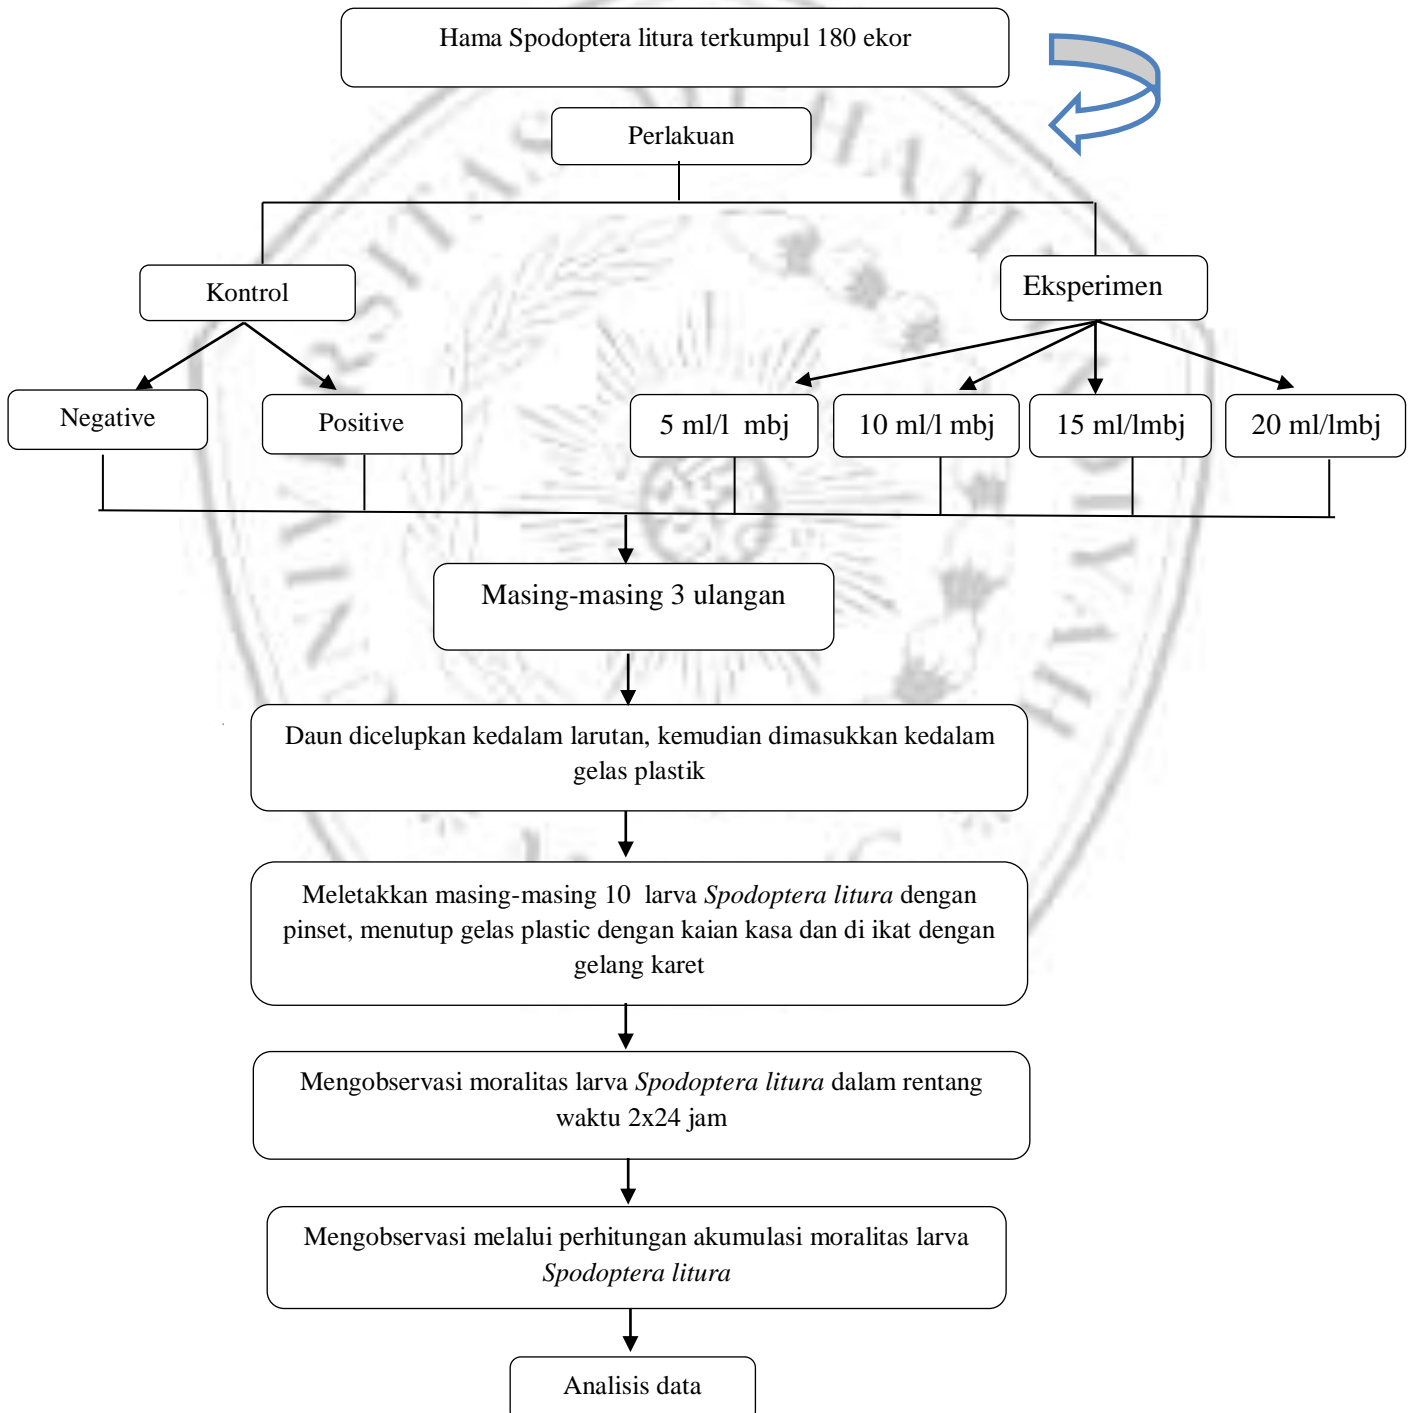 Hama Spodoptera litura terkumpul 180 ekor
Perlakuan
Kontrol
Eksperimen
Negative
Positive
5 ml/l mbj
10 ml/l mbj
15 ml/lmbj
20 ml/lmbj
Masing-masing 3 ulangan
Daun dicelupkan kedalam larutan, kemudian dimasukkan kedalam
gelas plastik
Meletakkan masing-masing 10 larva Spodoptera litura dengan
pinset, menutup gelas plastic dengan kaian kasa dan di ikat dengan
gelang karet
Mengobservasi moralitas larva Spodoptera litura dalam rentang
waktu 2x24 jam
Mengobservasi melalui perhitungan akumulasi moralitas larva
Spodoptera litura
Analisis data